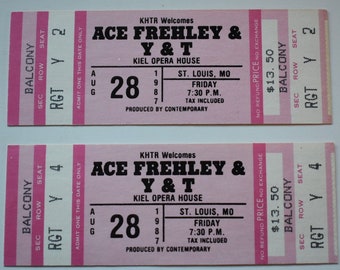 BALCONY
SEC ROW SEAT
RGT Y 2
ADMIT ONE THIS DATE ONLY
KHTR Welcomes
ACE FREHLEY &
Y & T
KIEL OPERA HOUSE
AUG 28 1987
ST. LOUIS, MO
FRIDAY
7:30 P.M.
TAX INCLUDED
PRODUCED BY CONTEMPORARY
NO REFUND PRICE NO EXCHANGE
$13.50
BALCONY
SEC ROW SEAT
RGT Y 2
BALCONY
SEC ROW SEAT
RGT Y 4
ADMIT ONE THIS DATE ONLY
KHTR Welcomes
ACE FREHLEY &
Y & T
KIEL OPERA HOUSE
AUG 28 1987
ST. LOUIS, MO
FRIDAY
7:30 P.M.
TAX INCLUDED
PRODUCED BY CONTEMPORARY
NO REFUND PRICE NO EXCHANGE
$13.50
BALCONY
SEC ROW SEAT
RGT Y 4